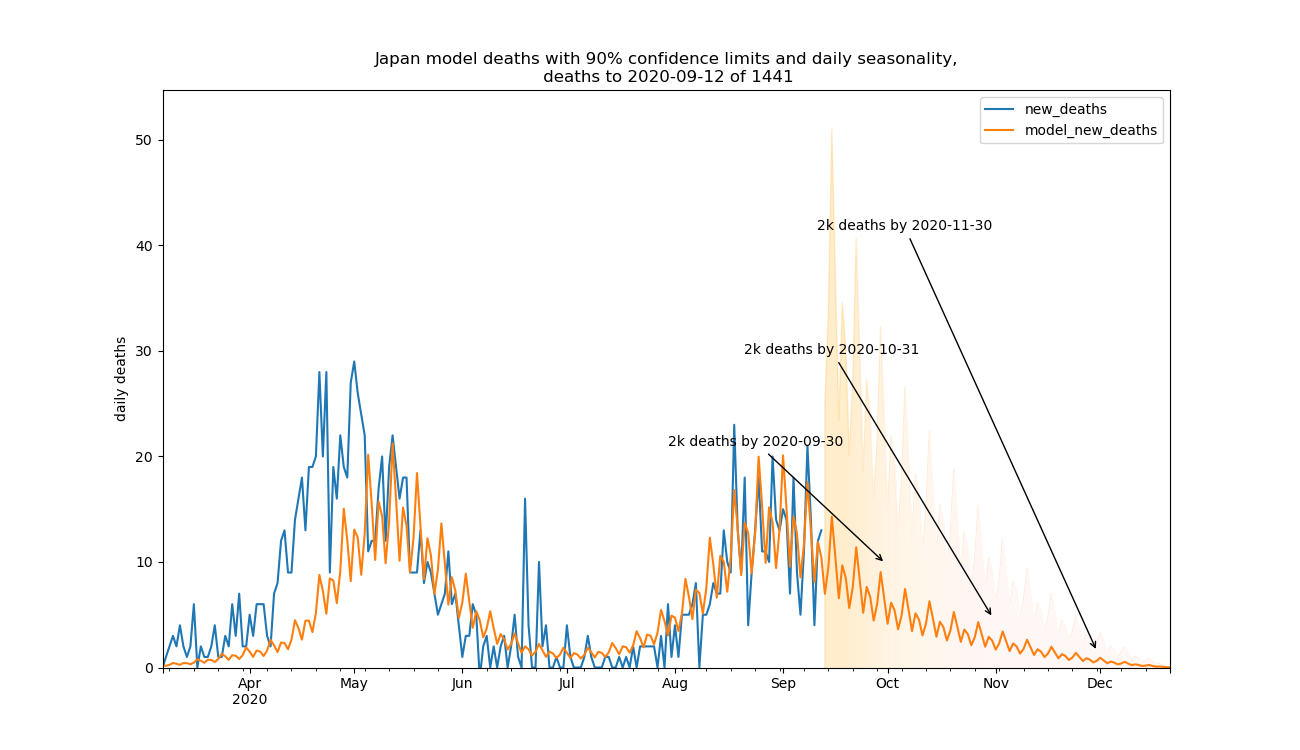 Japan model deaths with 90% confidence limits and daily seasonality,
deaths to 2020-09-12 of 1441
new_deaths
model_new_deaths
daily deaths
50
40
30
20
10
0
2k deaths by 2020-11-30
2k deaths by 2020-10-31
2k deaths by 2020-09-30
Apr
2020
May
Jun
Jul
Aug
Sep
Oct
Nov
Dec